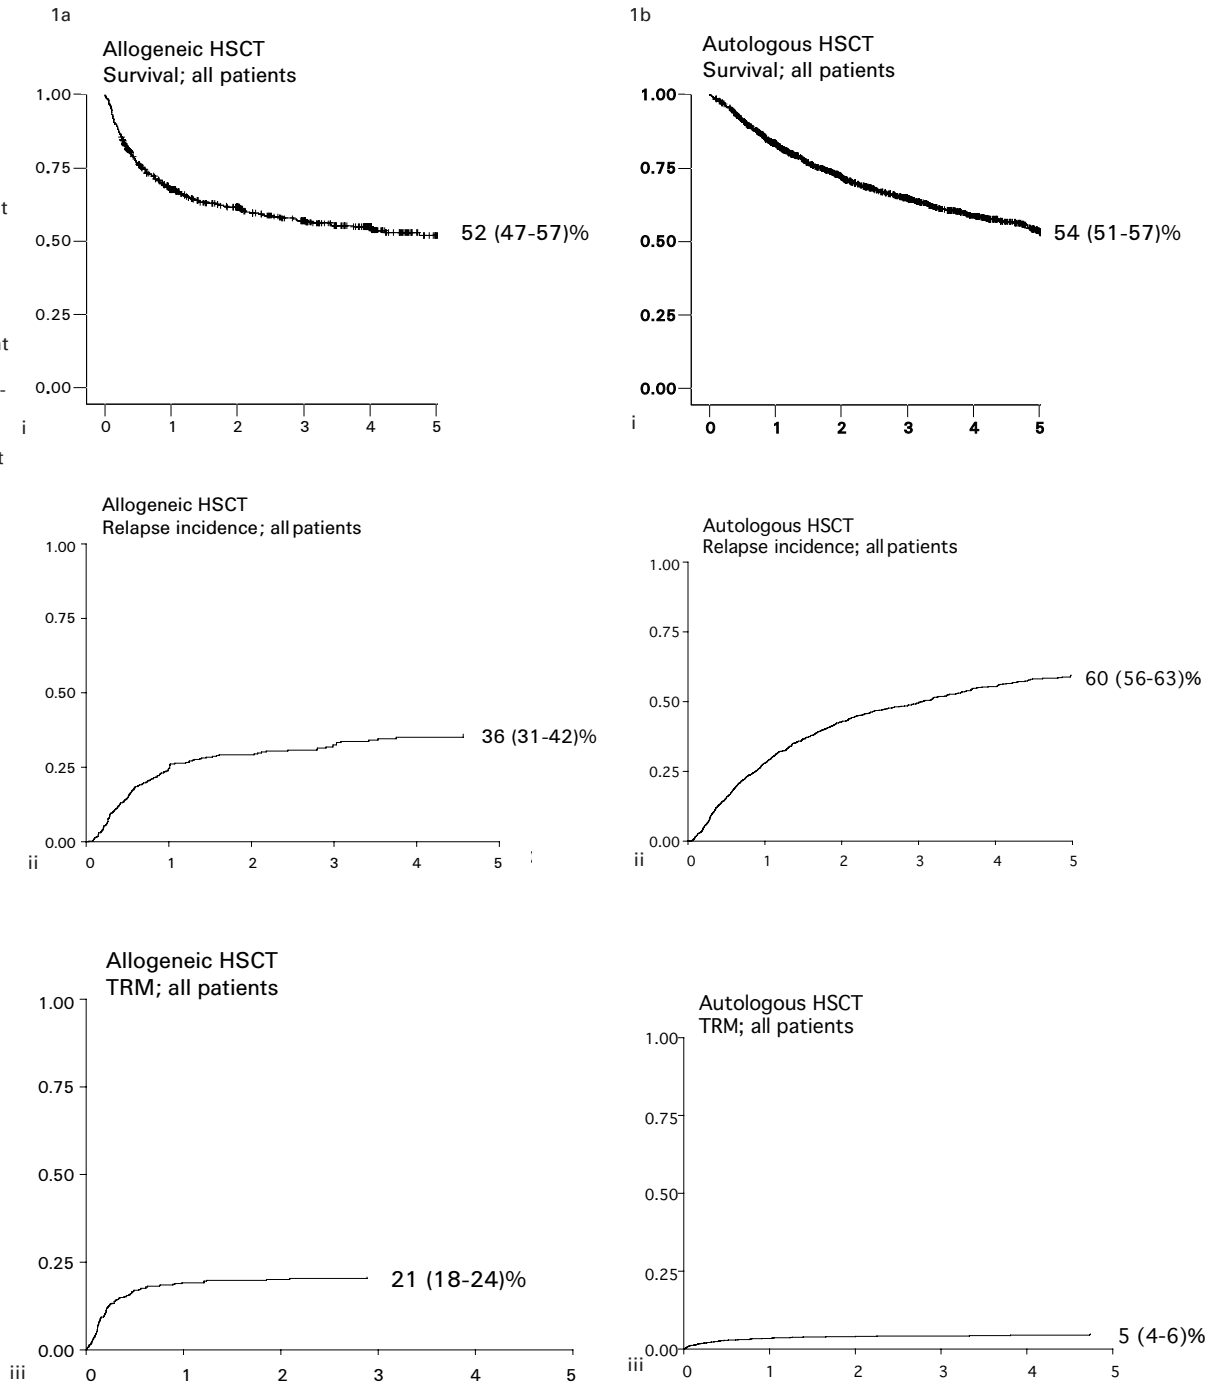 1a
Allogeneic HSCT
Survival; all patients
1.00
0.75
0.50
0.25
0.00
52 (47-57)%
0 1 2 3 4 5
i
1b
Autologous HSCT
Survival; all patients
1.00
0.75
0.50
0.25
0.00
54 (51-57)%
0 1 2 3 4 5
i
t
nt
-
t
Allogeneic HSCT
Relapse incidence; all patients
1.00
0.75
0.50
0.25
0.00
36 (31-42)%
0 1 2 3 4 5
ii
Autologous HSCT
Relapse incidence; all patients
1.00
0.75
0.50
0.25
0.00
60 (56-63)%
0 1 2 3 4 5
ii
Allogeneic HSCT
TRM; all patients
1.00
0.75
0.50
0.25
0.00
21 (18-24)%
0 1 2 3 4 5
iii
Autologous HSCT
TRM; all patients
1.00
0.75
0.50
0.25
0.00
5 (4-6)%
0 1 2 3 4 5
iii